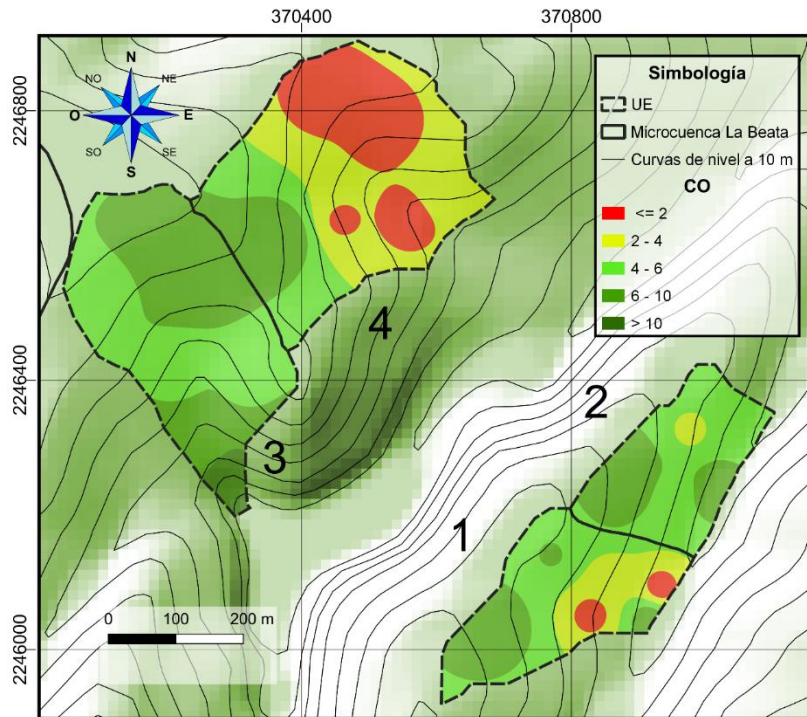 370400
370800
2246800
2246400
2246000
N
NO
NE
O
E
SO
SE
S
Simbología
UE
Microcuenca La Beata
Curvas de nivel a 10 m
CO
<= 2
2 - 4
4 - 6
6 - 10
> 10
4
2
3
1
0 100 200 m